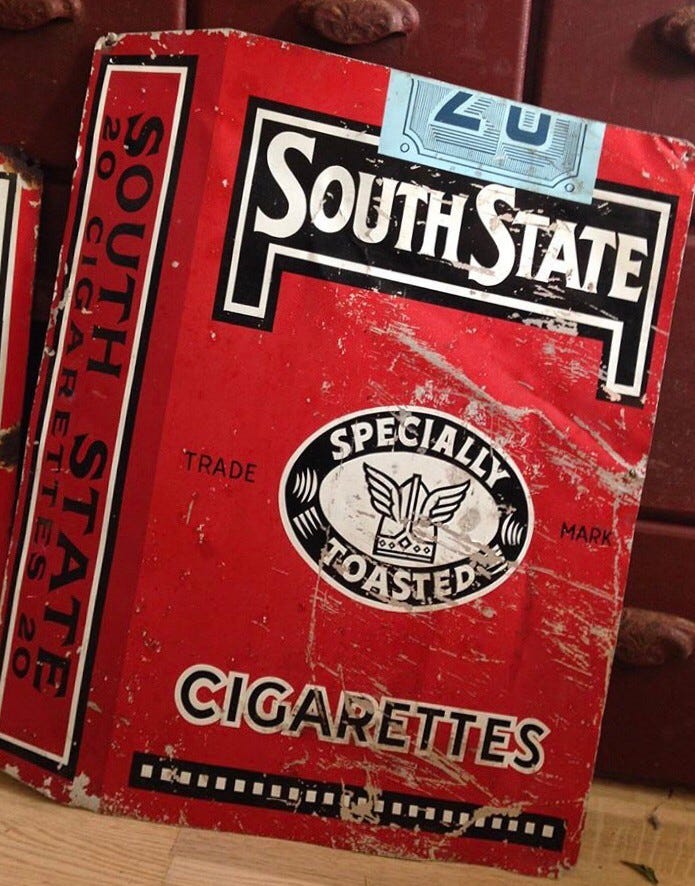 SOUTH STATE
20 CIGARETTES 20
20
SOUTH STATE
TRADE
SPECIALLY
TOASTED
MARK
CIGARETTES